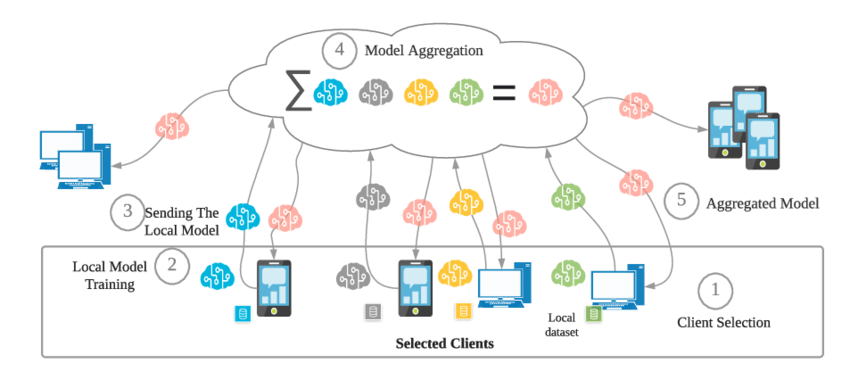 4 Model Aggregation
∑ =
3 Sending The
Local Model
5 Aggregated Model
Local Model 2
Training
1
Client Selection
Local
dataset
Selected Clients